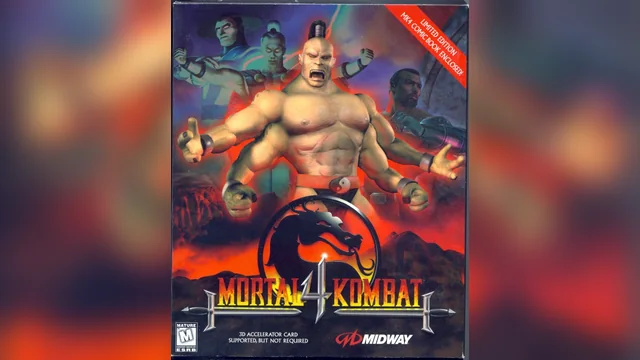 LIMITED EDITION
MK4 COMIC BOOK ENCLOSED!
MORTAL 4 KOMBAT
3D ACCELERATOR CARD
SUPPORTED, BUT NOT REQUIRED
MIDWAY
MATURE
M
E.S.R.B.